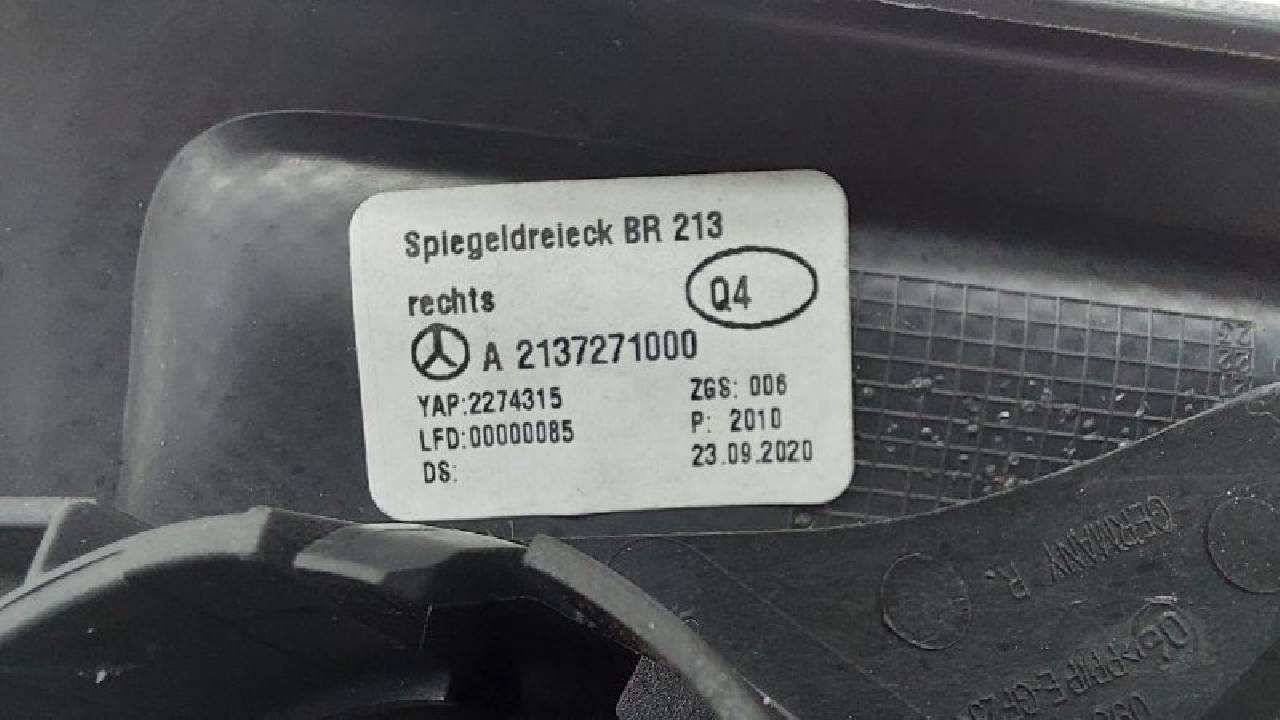 Spiegeldreieck BR 213
rechts
Q4
A 2137271000
YAP:2274315
ZGS: 006
LFD:00000085
P: 2010
DS:
23.09.2020
GERMANY R.